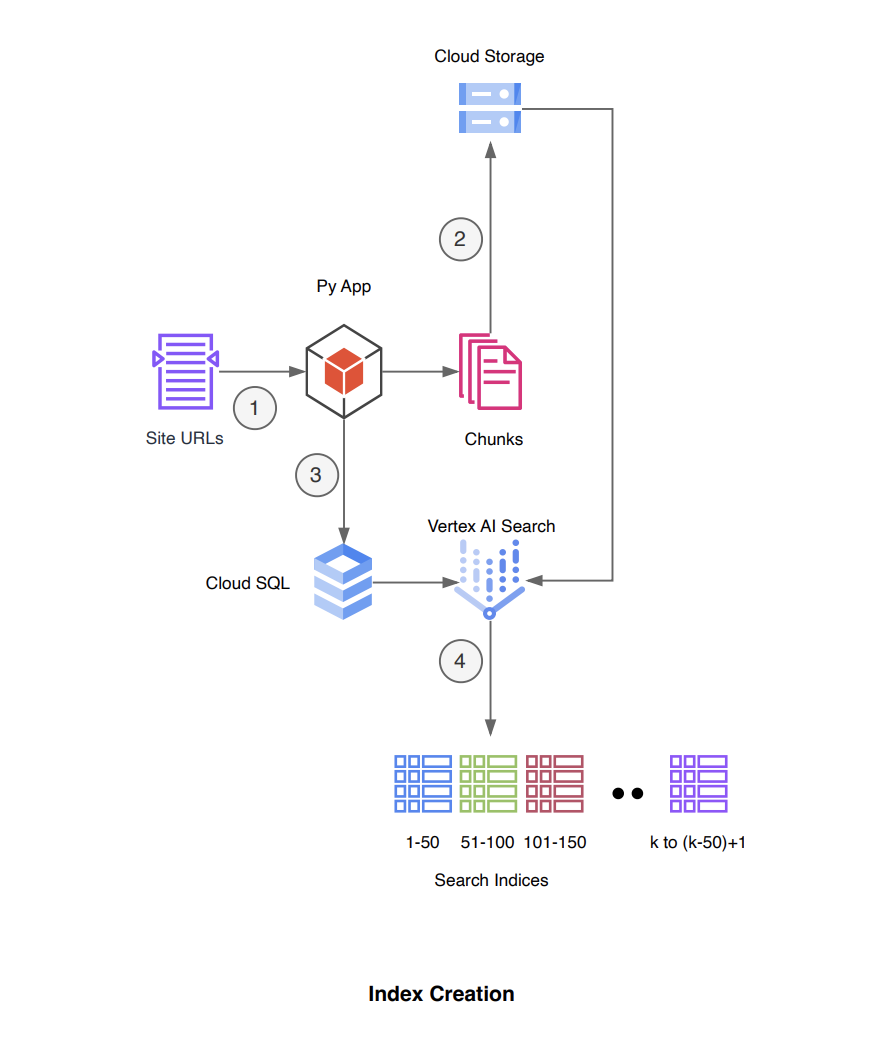 Cloud Storage
2
Py App
1
Site URLs
Chunks
3
Vertex AI Search
Cloud SQL
4
1-50 51-100 101-150 k to (k-50)+1
Search Indices
Index Creation